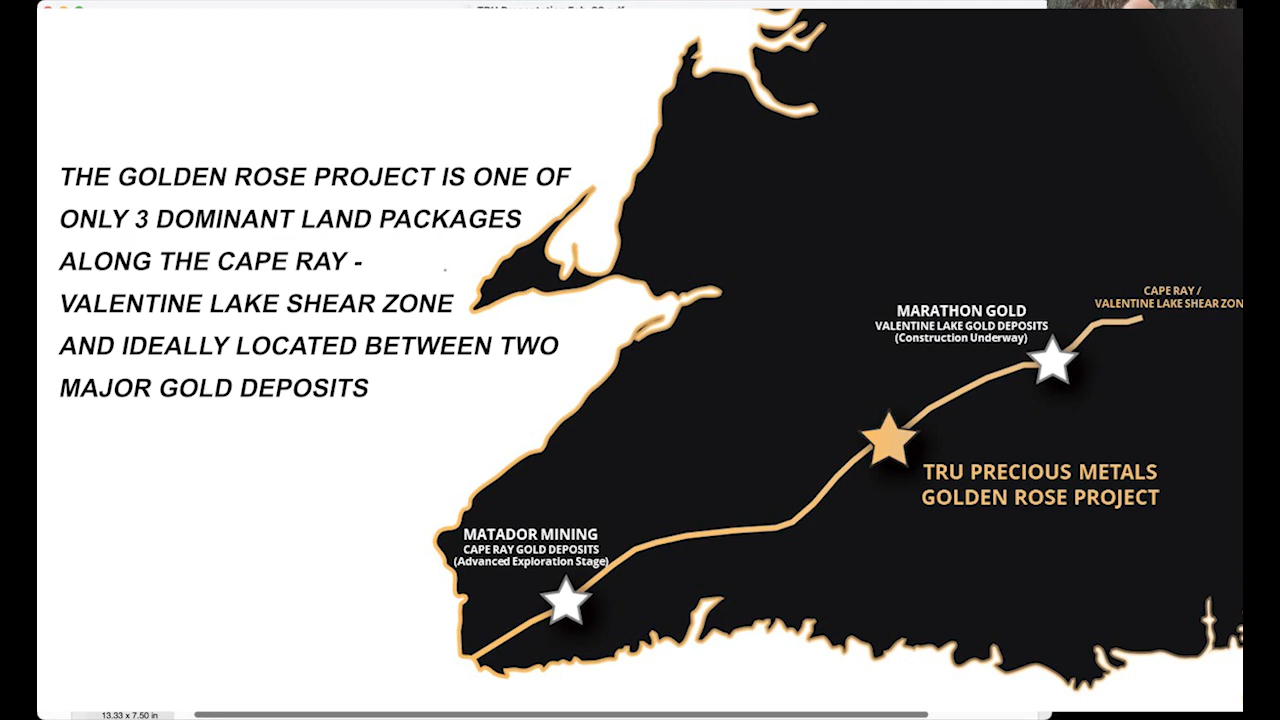 THE GOLDEN ROSE PROJECT IS ONE OF
ONLY 3 DOMINANT LAND PACKAGES
ALONG THE CAPE RAY -
VALENTINE LAKE SHEAR ZONE
AND IDEALLY LOCATED BETWEEN TWO
MAJOR GOLD DEPOSITS
CAPE RAY /
VALENTINE LAKE SHEAR ZON
MARATHON GOLD
VALENTINE LAKE GOLD DEPOSITS
(Construction Underway)
TRU PRECIOUS METALS
GOLDEN ROSE PROJECT
MATADOR MINING
CAPE RAY GOLD DEPOSITS
(Advanced Exploration Stage)
13.33 x 7.50 in